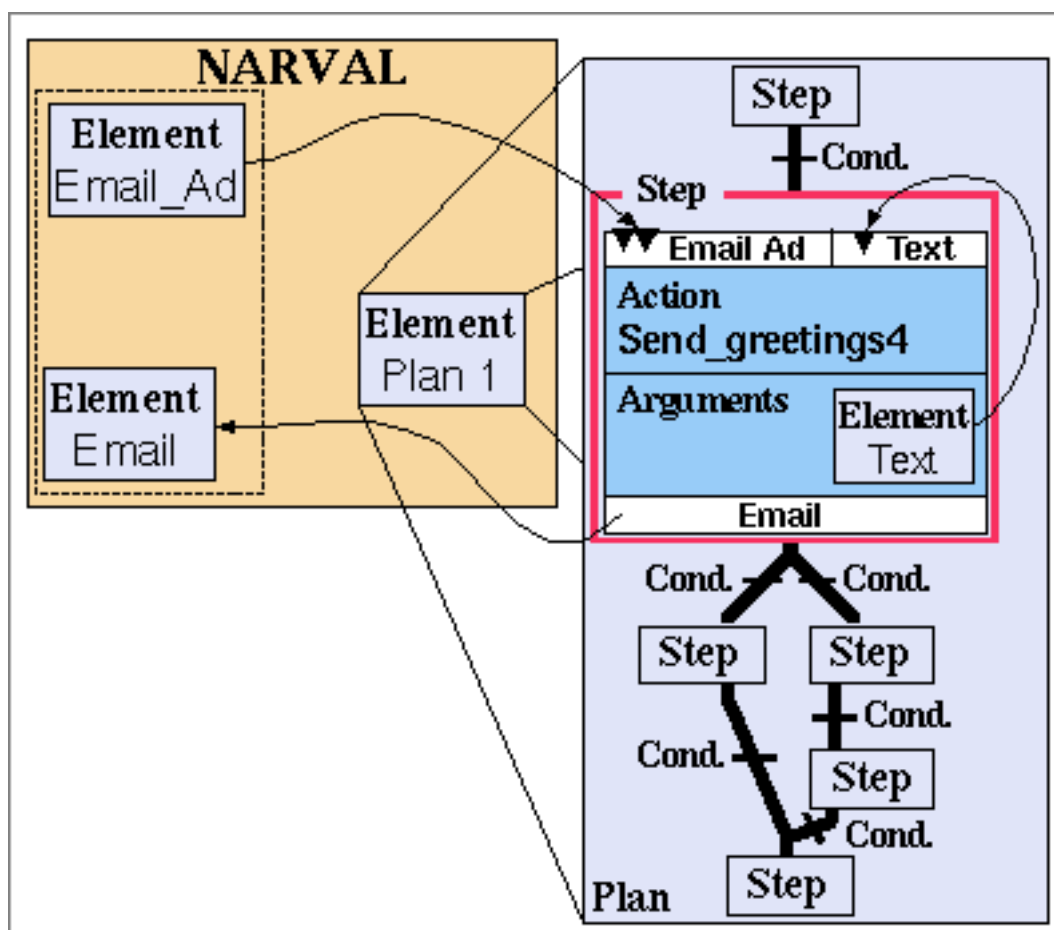 NARVAL
Element
Email_Ad
Element
Plan 1
Element
Email
Step
Cond.
Step
Email Ad
Text
Action
Send_greetings4
Arguments
Element
Text
Email
Cond.
Cond.
Step
Step
Cond.
Cond.
Step
Cond.
Step
Plan